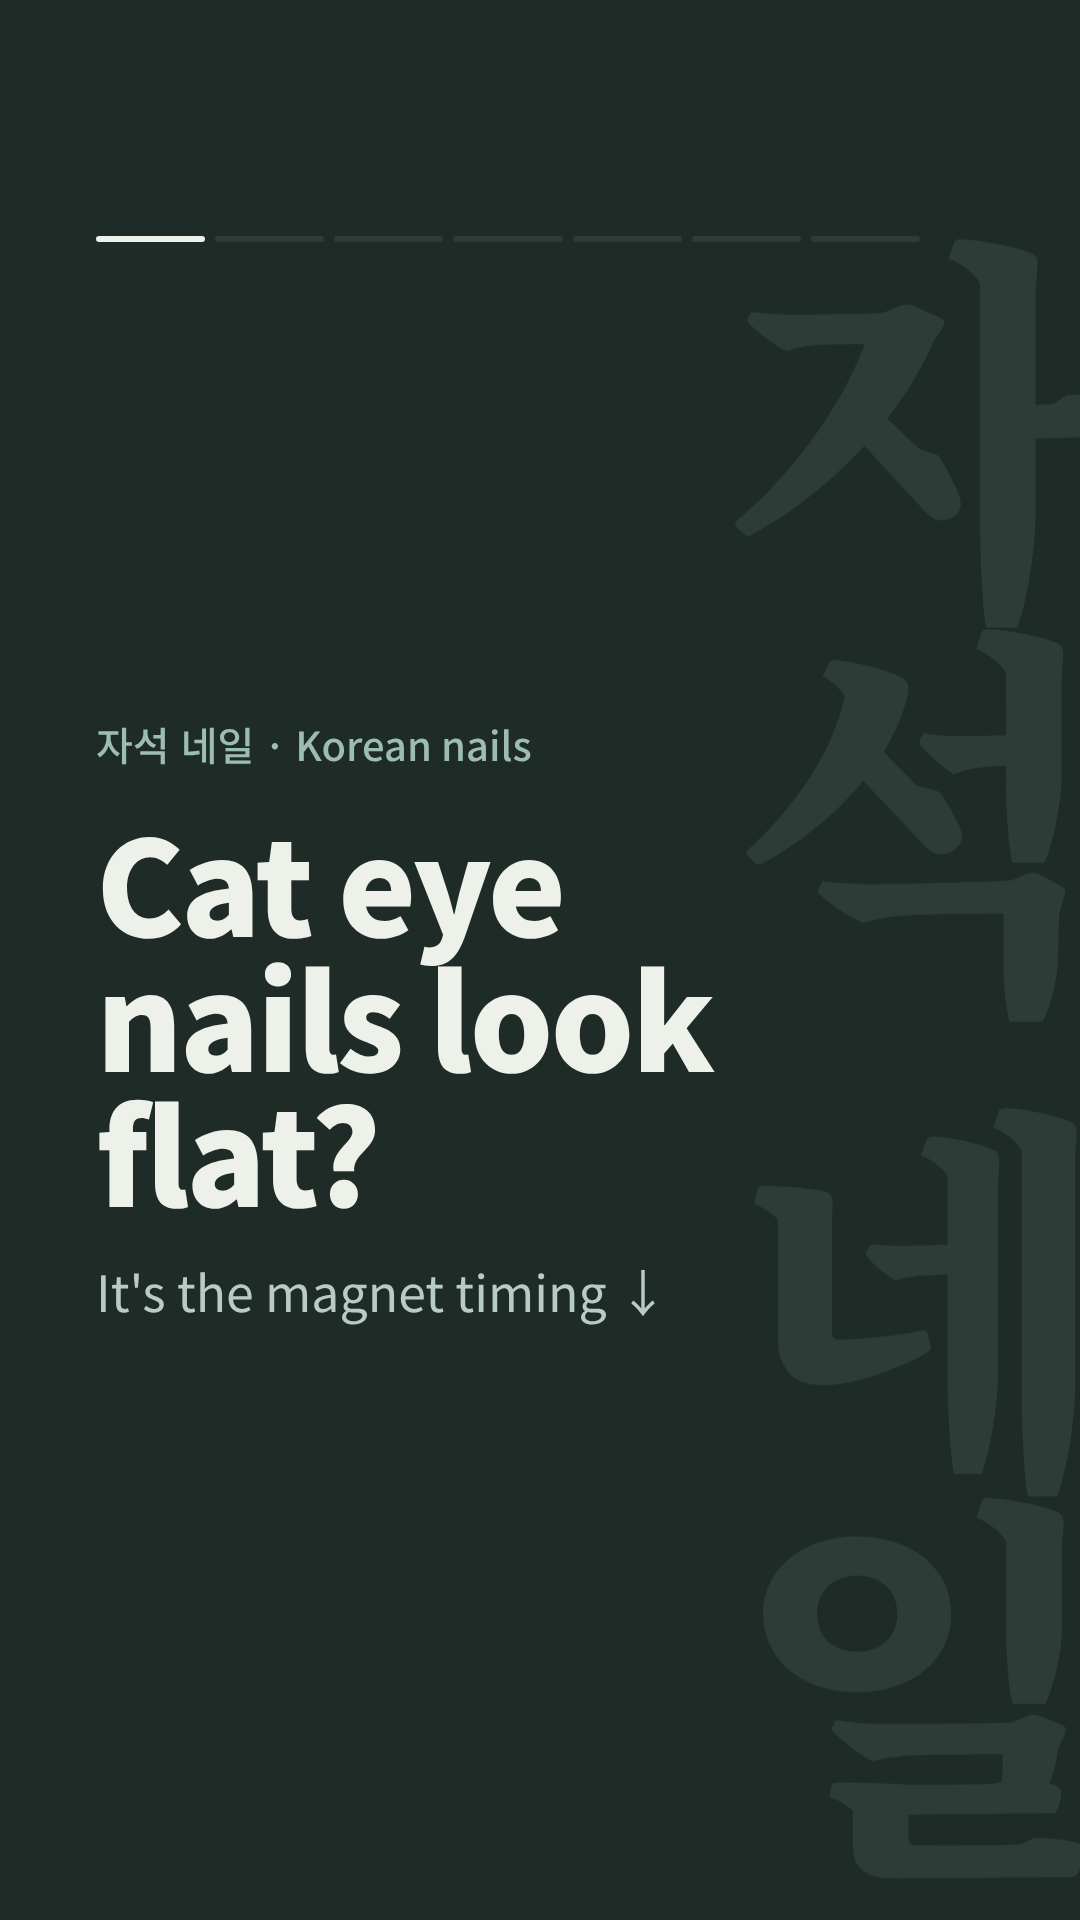 자석 네일 · Korean nails
Cat eye
nails look
flat?
It's the magnet timing ↓
자석 네일